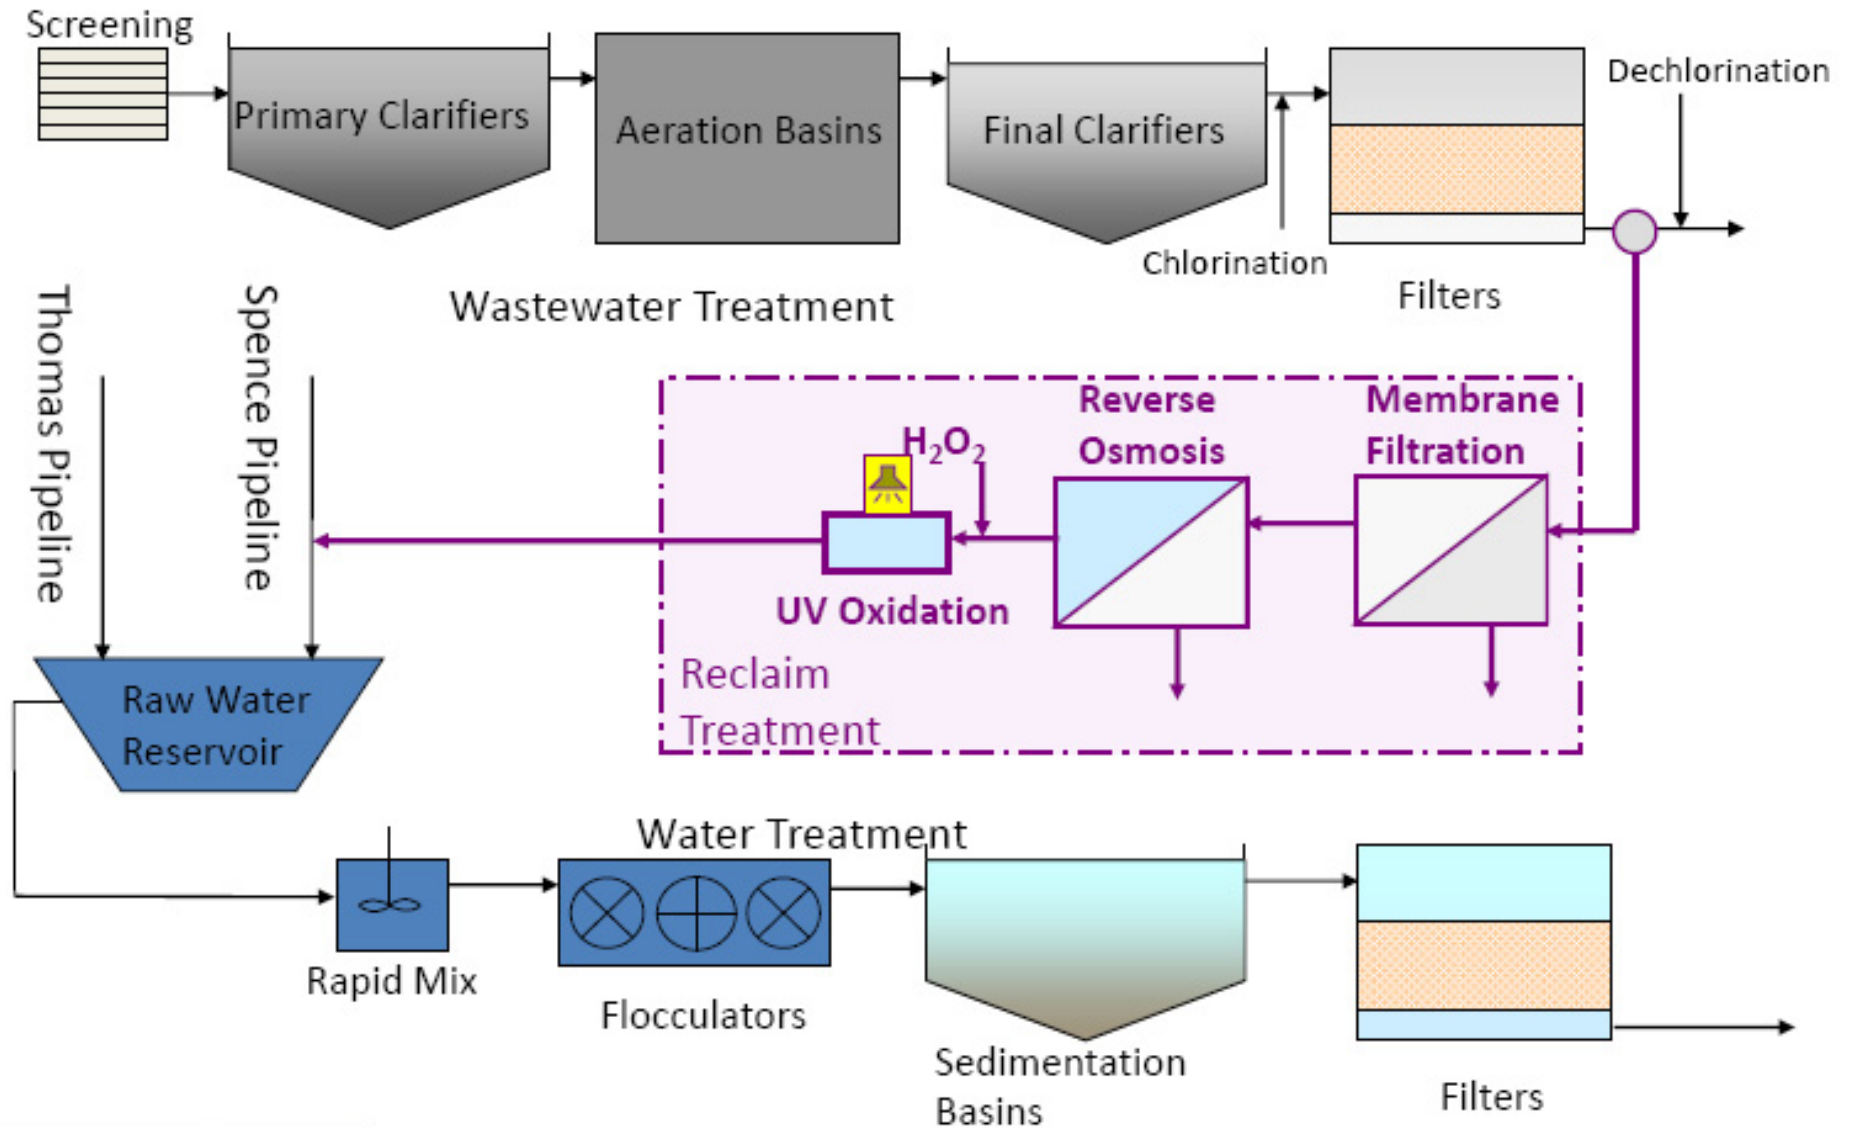 Screening
Primary Clarifiers
Aeration Basins
Final Clarifiers
Dechlorination
Chlorination
Filters
Wastewater Treatment
Thomas Pipeline
Spence Pipeline
Reverse
Osmosis
Membrane
Filtration
H₂O₂
UV Oxidation
Reclaim
Treatment
Raw Water
Reservoir
Water Treatment
Rapid Mix
Flocculators
Sedimentation
Basins
Filters